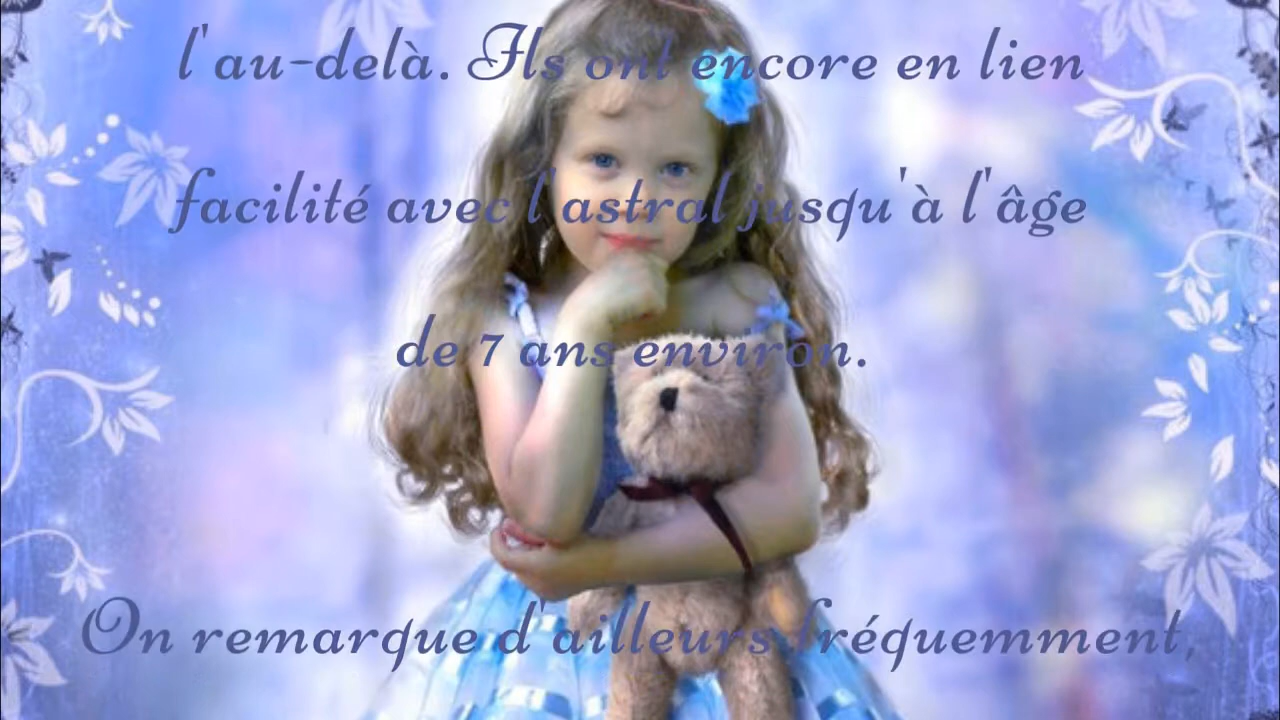 l'au-delà. Ils ont encore en lien
facilité avec l'astral jusqu'à l'âge
de 7 ans environ.
On remarque d'ailleurs fréquemment,